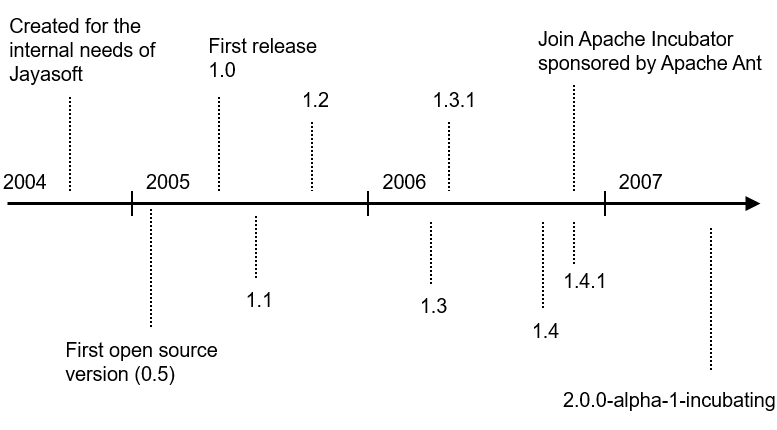 Created for the
internal needs of
Jayasoft
First release
1.0
Join Apache Incubator
sponsored by Apache Ant
1.2
1.3.1
2004
2005
2006
2007
1.1
1.3
1.4.1
1.4
First open source
version (0.5)
2.0.0-alpha-1-incubating